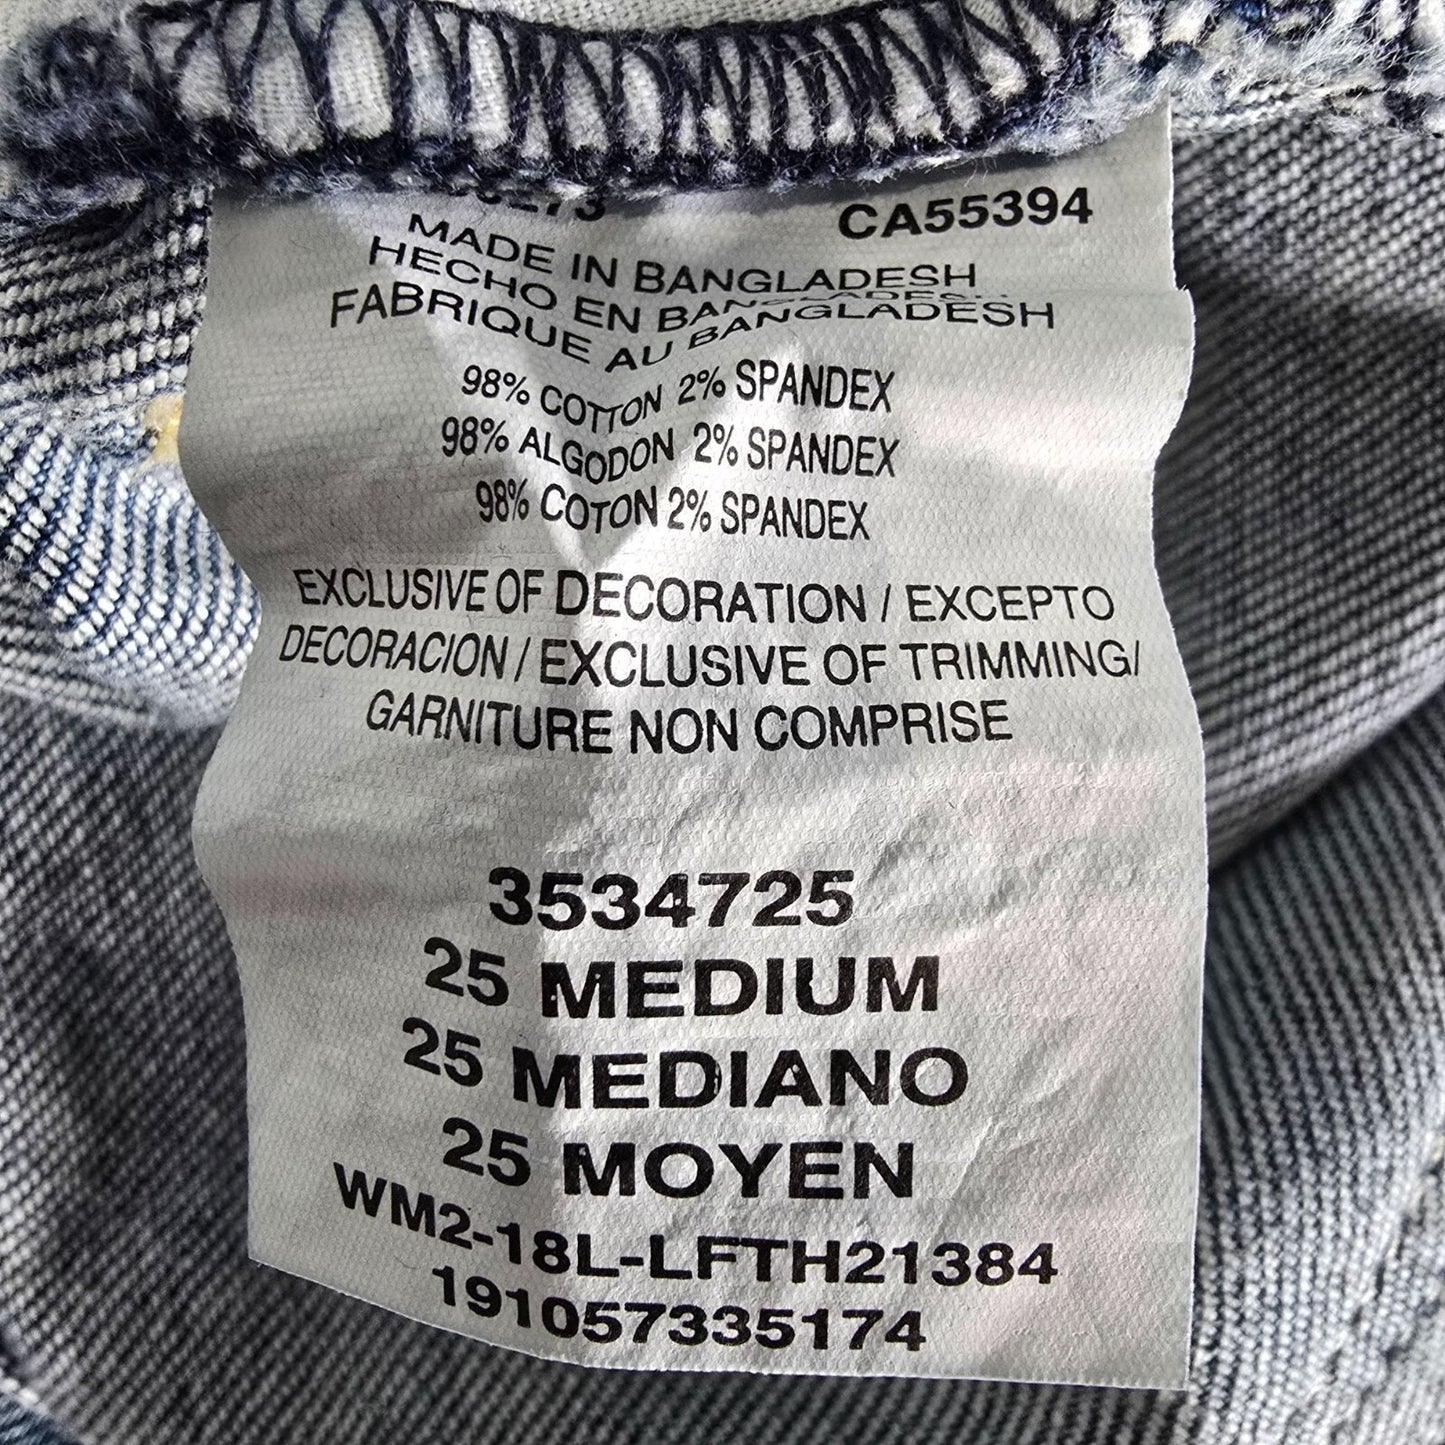 CA55394
MADE IN BANGLADESH
HECHO EN BANGLADESH
FABRIQUE AU BANGLADESH
98% COTTON 2% SPANDEX
98% ALGODON 2% SPANDEX
98% COTON 2% SPANDEX
EXCLUSIVE OF DECORATION / EXCEPTO
DECORACION / EXCLUSIVE OF TRIMMING/
GARNITURE NON COMPRISE
3534725
25 MEDIUM
25 MEDIANO
25 MOYEN
WM2-18L-LFTH21384
191057335174